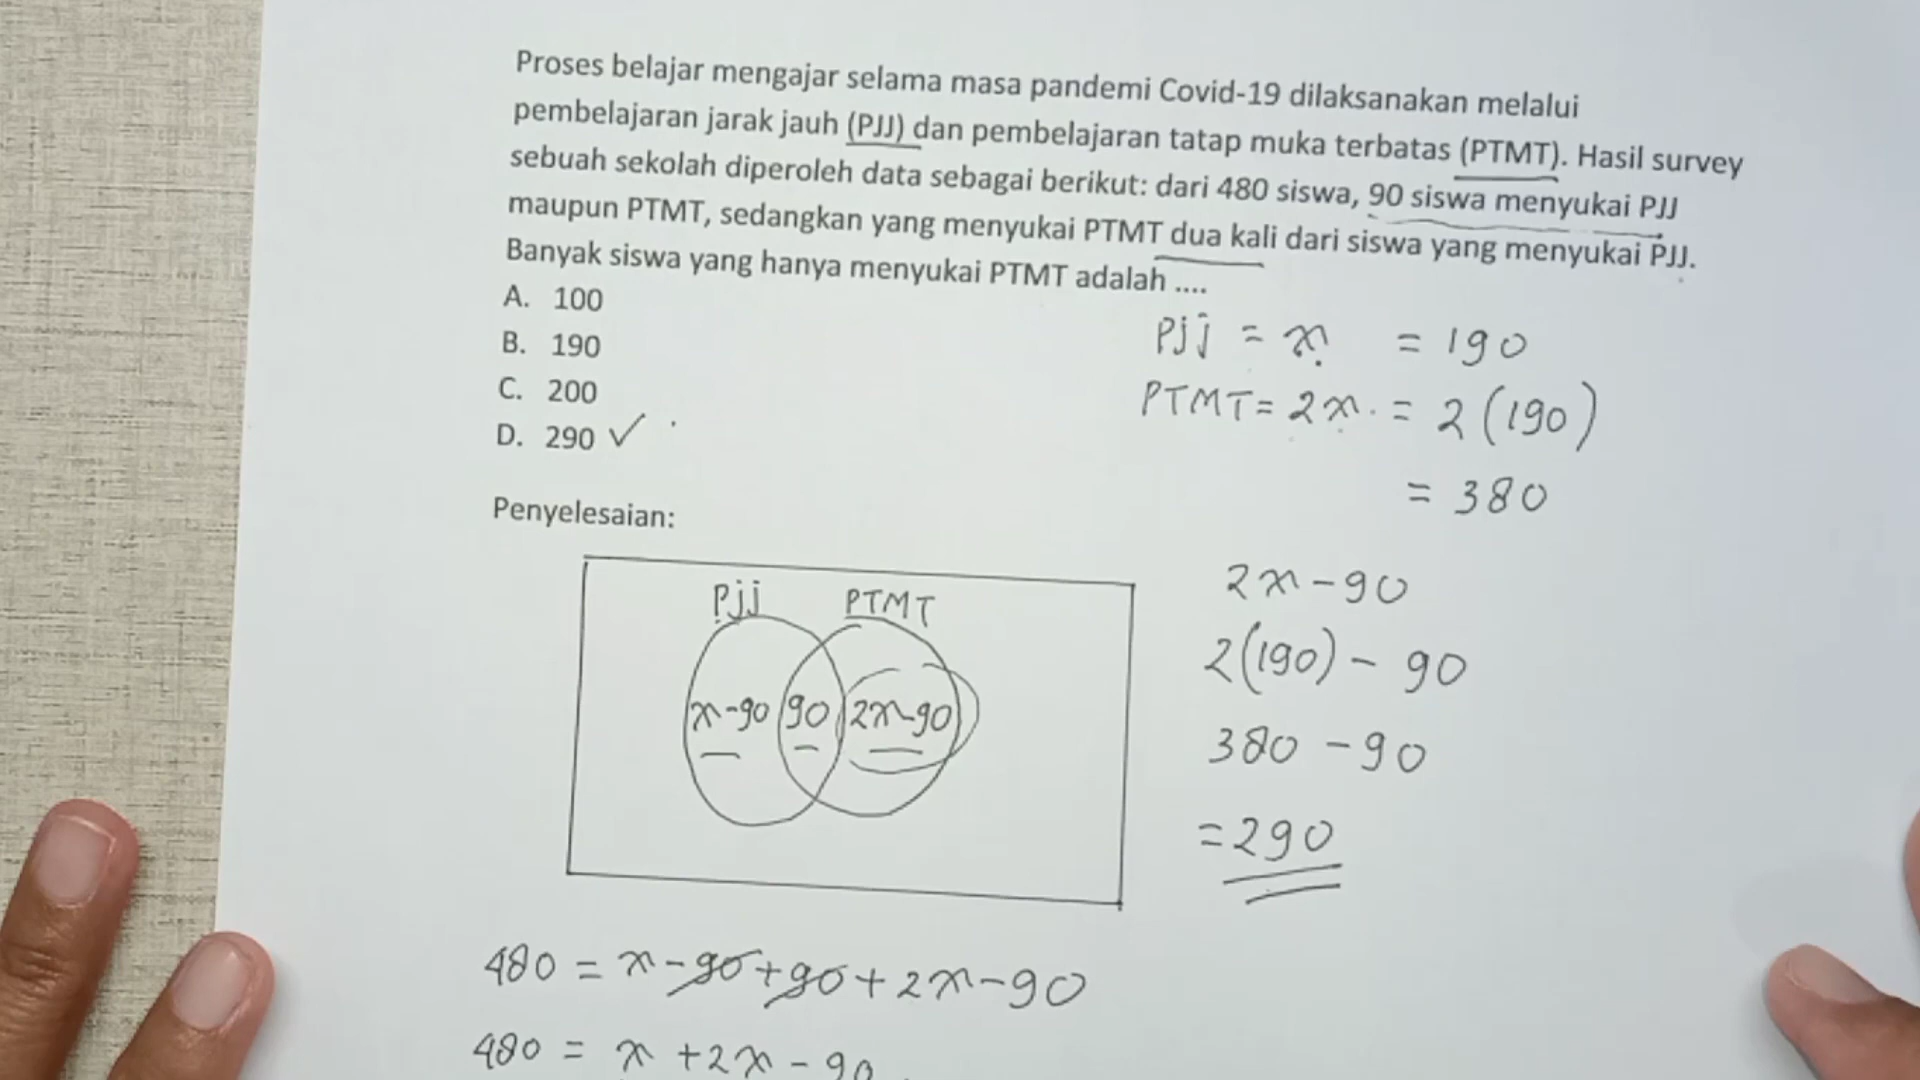 Proses belajar mengajar selama masa pandemi Covid-19 dilaksanakan melalui
pembelajaran jarak jauh (PJJ) dan pembelajaran tatap muka terbatas (PTMT). Hasil survey
sebuah sekolah diperoleh data sebagai berikut: dari 480 siswa, 90 siswa menyukai PJJ
maupun PTMT, sedangkan yang menyukai PTMT dua kali dari siswa yang menyukai PJJ.
Banyak siswa yang hanya menyukai PTMT adalah ....
A. 100
B. 190
C. 200
D. 290 ✓
Pjj = x = 190
PTMT = 2x = 2(190)
= 380
Penyelesaian:
Pjj PTMT
x-90 90 2x-90
2x-90
2(190) - 90
380 - 90
= 290
480 = x - 90 + 90 + 2x - 90
480 = x + 2x - 90